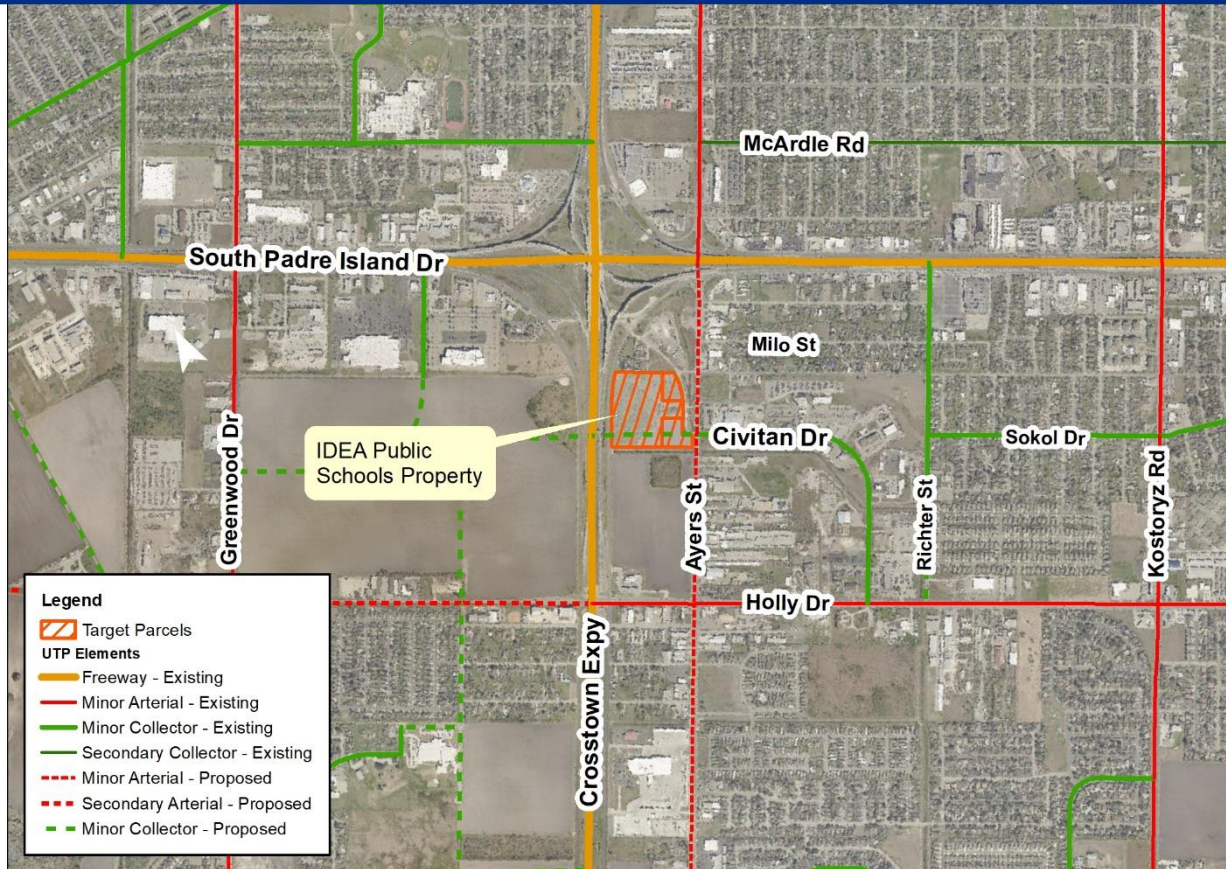 McArdle Rd
South Padre Island Dr
Milo St
IDEA Public
Schools Property
Civitan Dr
Sokol Dr
Greenwood Dr
Ayers St
Richter St
Kostoryz Rd
Holly Dr
Crosstown Expy
Legend
Target Parcels
UTP Elements
Freeway - Existing
Minor Arterial - Existing
Minor Collector - Existing
Secondary Collector - Existing
Minor Arterial - Proposed
Secondary Arterial - Proposed
Minor Collector - Proposed